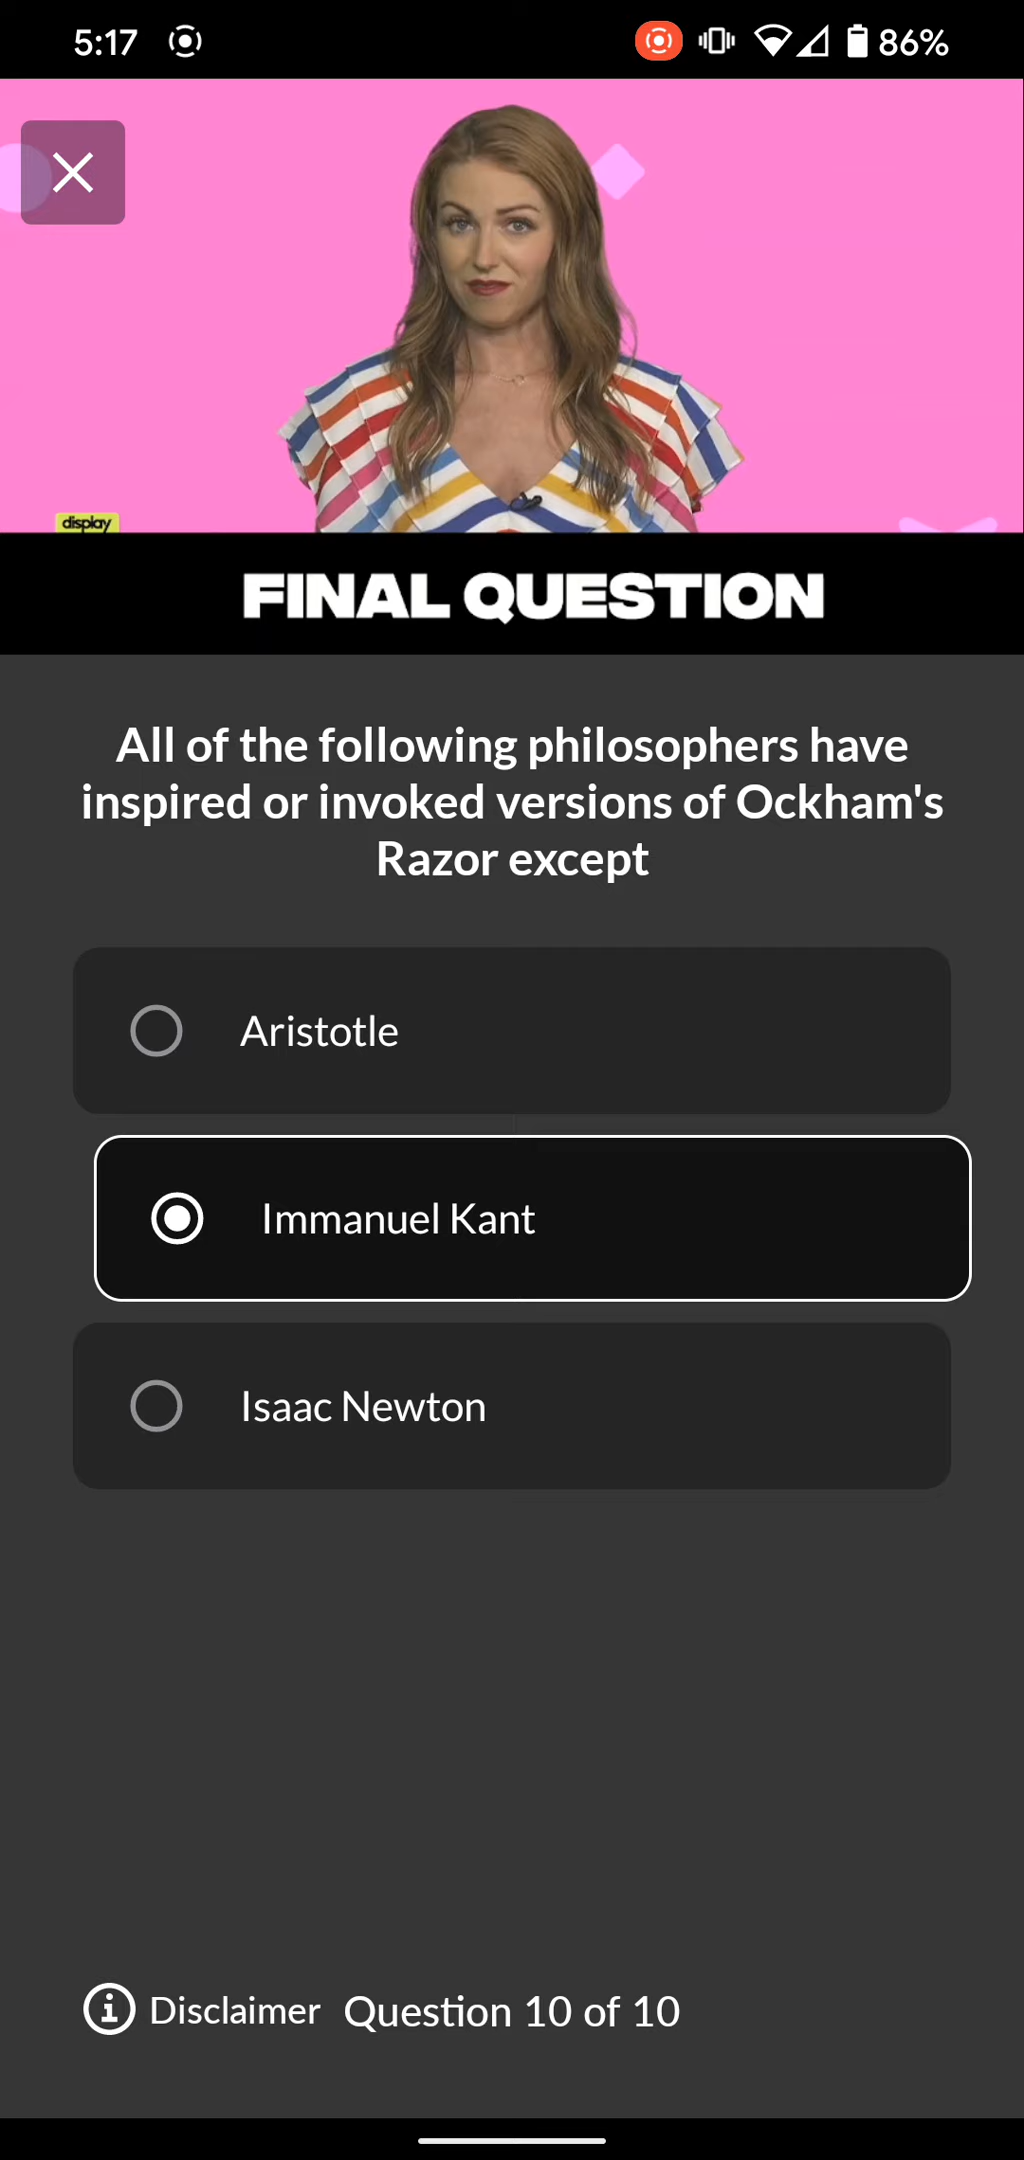 5:17
86%
display
FINAL QUESTION
All of the following philosophers have
inspired or invoked versions of Ockham's
Razor except
Aristotle
Immanuel Kant
Isaac Newton
Disclaimer Question 10 of 10